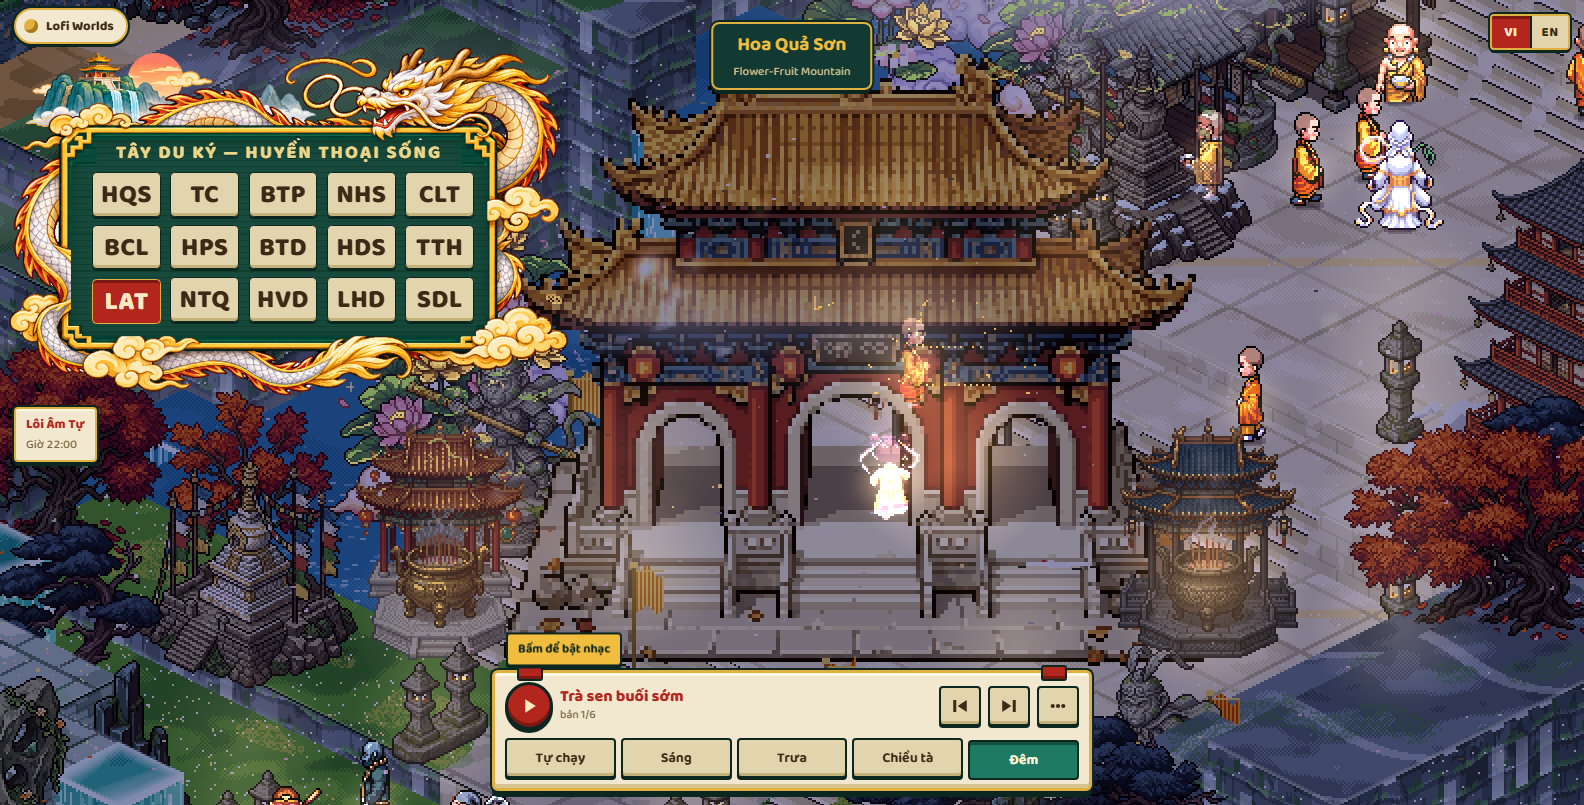 Lofi Worlds
Hoa Quả Sơn
Flower-Fruit Mountain
VI EN
TÂY DU KÝ — HUYỀN THOẠI SỐNG
HQS TC BTP NHS CLT
BCL HPS BTD HDS TTH
LAT NTQ HVD LHD SDL
Lôi Âm Tự
Giờ 22:00
Bấm để bật nhạc
Trà sen buổi sớm
bản 1/6
Tự chạy Sáng Trưa Chiều tà Đêm